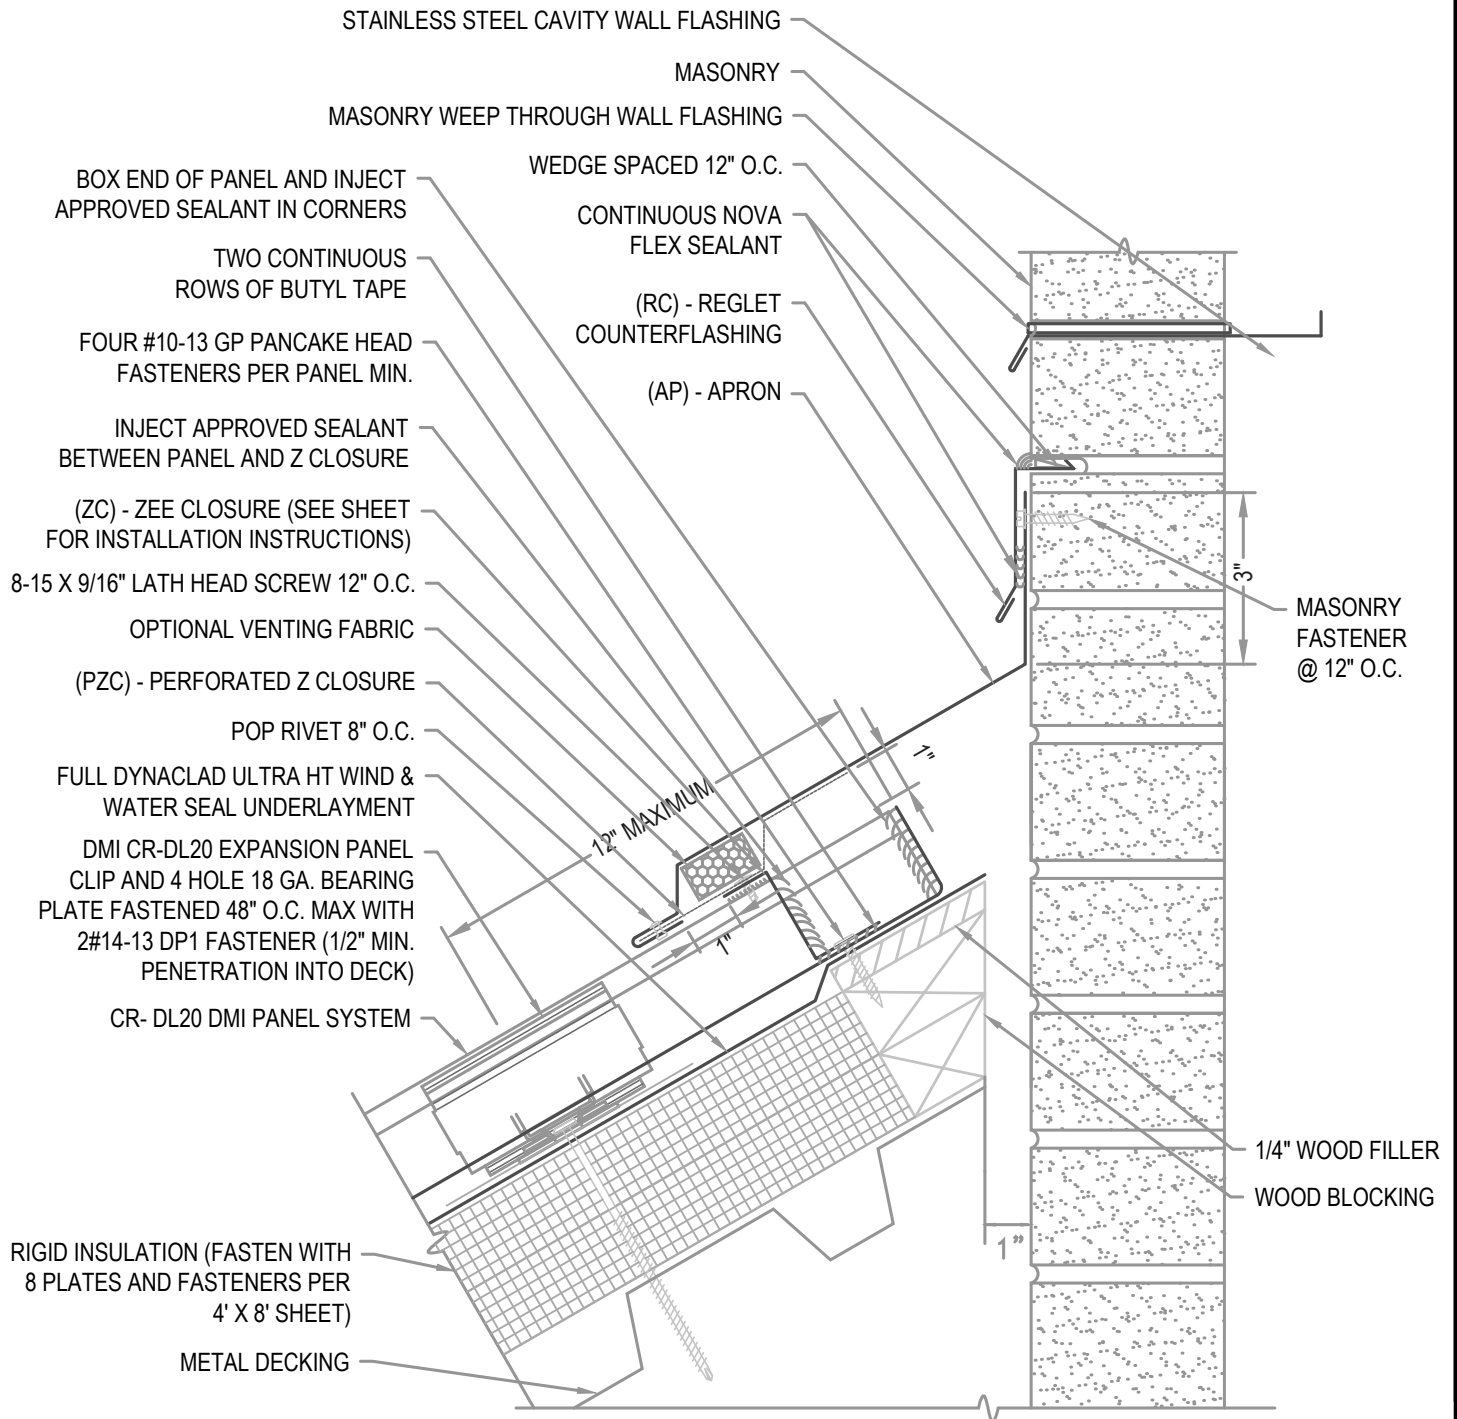 STAINLESS STEEL CAVITY WALL FLASHING
MASONRY
MASONRY WEEP THROUGH WALL FLASHING
WEDGE SPACED 12" O.C.
BOX END OF PANEL AND INJECT
APPROVED SEALANT IN CORNERS
CONTINUOUS NOVA
FLEX SEALANT
TWO CONTINUOUS
ROWS OF BUTYL TAPE
(RC) - REGLET
COUNTERFLASHING
FOUR #10-13 GP PANCAKE HEAD
FASTENERS PER PANEL MIN.
(AP) - APRON
INJECT APPROVED SEALANT
BETWEEN PANEL AND Z CLOSURE
(ZC) - ZEE CLOSURE (SEE SHEET
FOR INSTALLATION INSTRUCTIONS)
8-15 X 9/16" LATH HEAD SCREW 12" O.C.
3"
MASONRY
FASTENER
@ 12" O.C.
OPTIONAL VENTING FABRIC
(PZC) - PERFORATED Z CLOSURE
POP RIVET 8" O.C.
1"
12" MAXIMUM
FULL DYNACLAD ULTRA HT WIND &
WATER SEAL UNDERLAYMENT
DMI CR-DL20 EXPANSION PANEL
CLIP AND 4 HOLE 18 GA. BEARING
PLATE FASTENED 48" O.C. MAX WITH
2#14-13 DP1 FASTENER (1/2" MIN.
PENETRATION INTO DECK)
1"
CR- DL20 DMI PANEL SYSTEM
1/4" WOOD FILLER
WOOD BLOCKING
1"
RIGID INSULATION (FASTEN WITH
8 PLATES AND FASTENERS PER
4' X 8' SHEET)
METAL DECKING